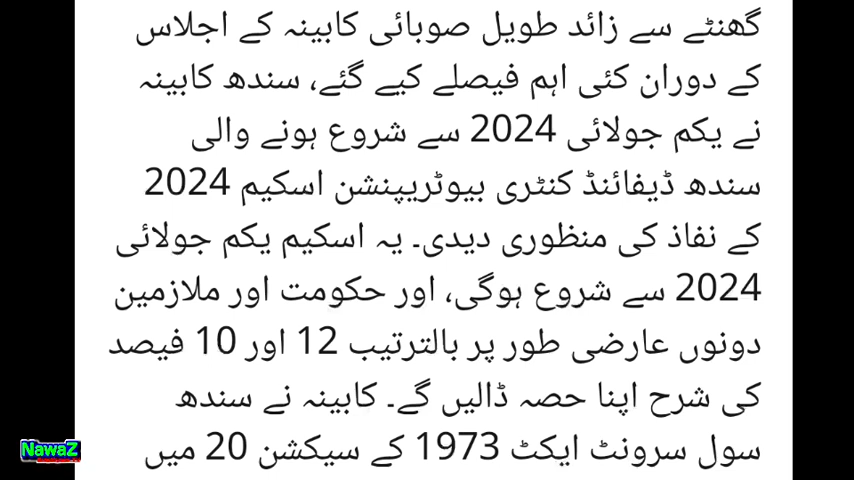 گھنٹے سے زائد طویل صوبائی کابینہ کے اجلاس
کے دوران کئی اہم فیصلے کیے گئے، سندھ کابینہ
نے یکم جولائی 2024 سے شروع ہونے والی
سندھ ڈیفائنڈ کنٹری بیوٹریپنشن اسکیم 2024
کے نفاذ کی منظوری دیدی۔ یہ اسکیم یکم جولائی
2024 سے شروع ہوگی، اور حکومت اور ملازمین
دونوں عارضی طور پر بالترتیب 12 اور 10 فیصد
کی شرح اپنا حصہ ڈالیں گے۔ کابینہ نے سندھ
سول سرونٹ ایکٹ 1973 کے سیکشن 20 میں
NawaZ